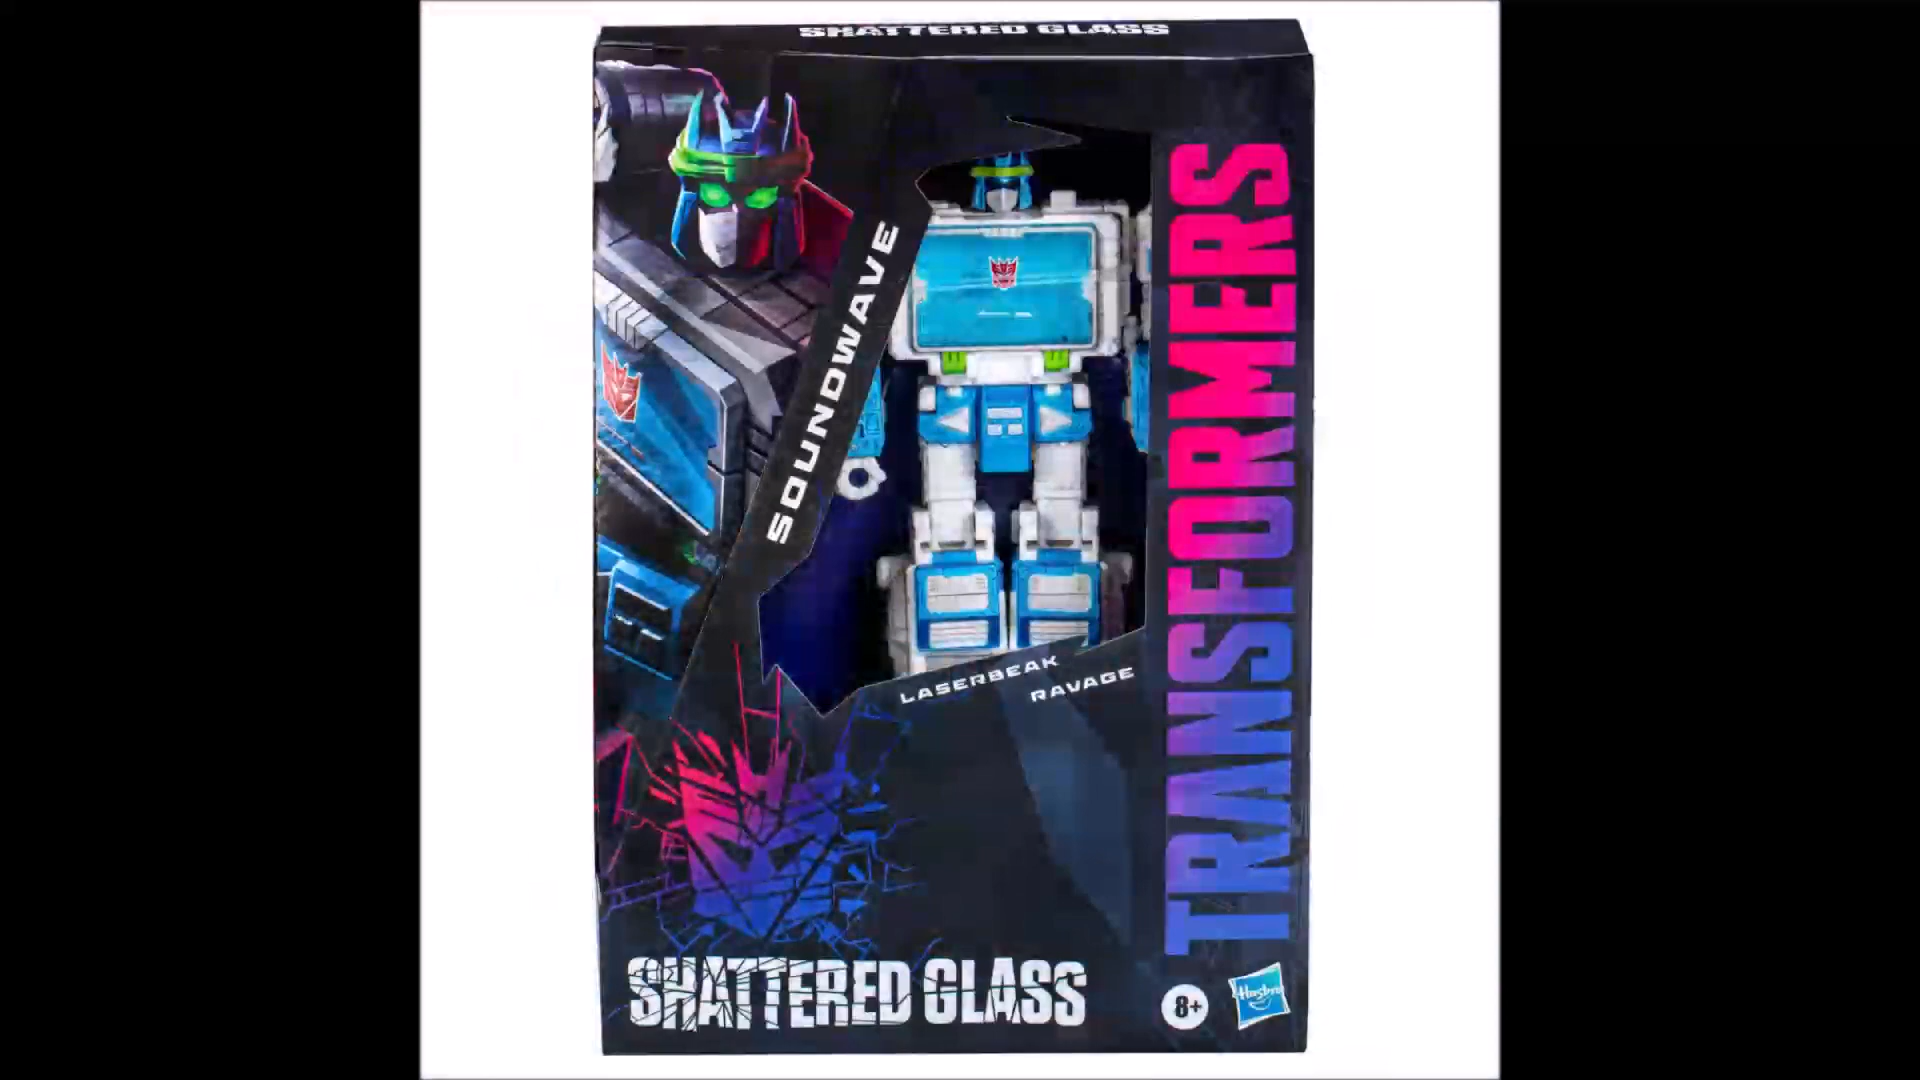 SHATTERED GLASS
SOUNDWAVE
TRANSFORMERS
LASERBEAK
RAVAGE
SHATTERED GLASS
8+
Hasbro